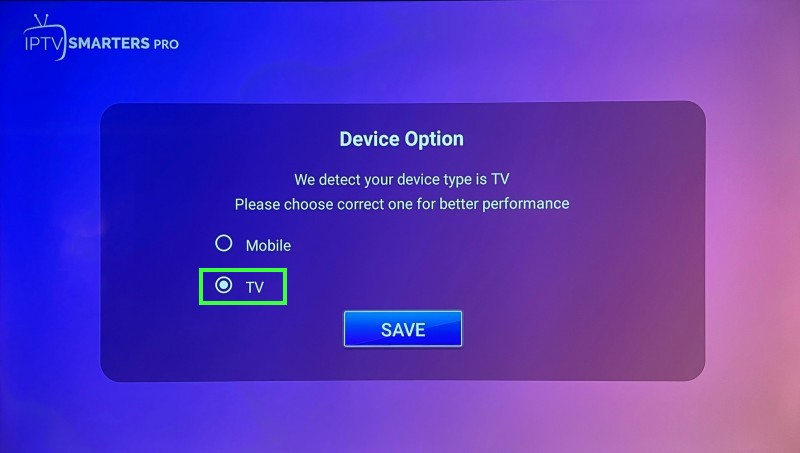 IPTV SMARTERS PRO
Device Option
We detect your device type is TV
Please choose correct one for better performance
Mobile
TV
SAVE